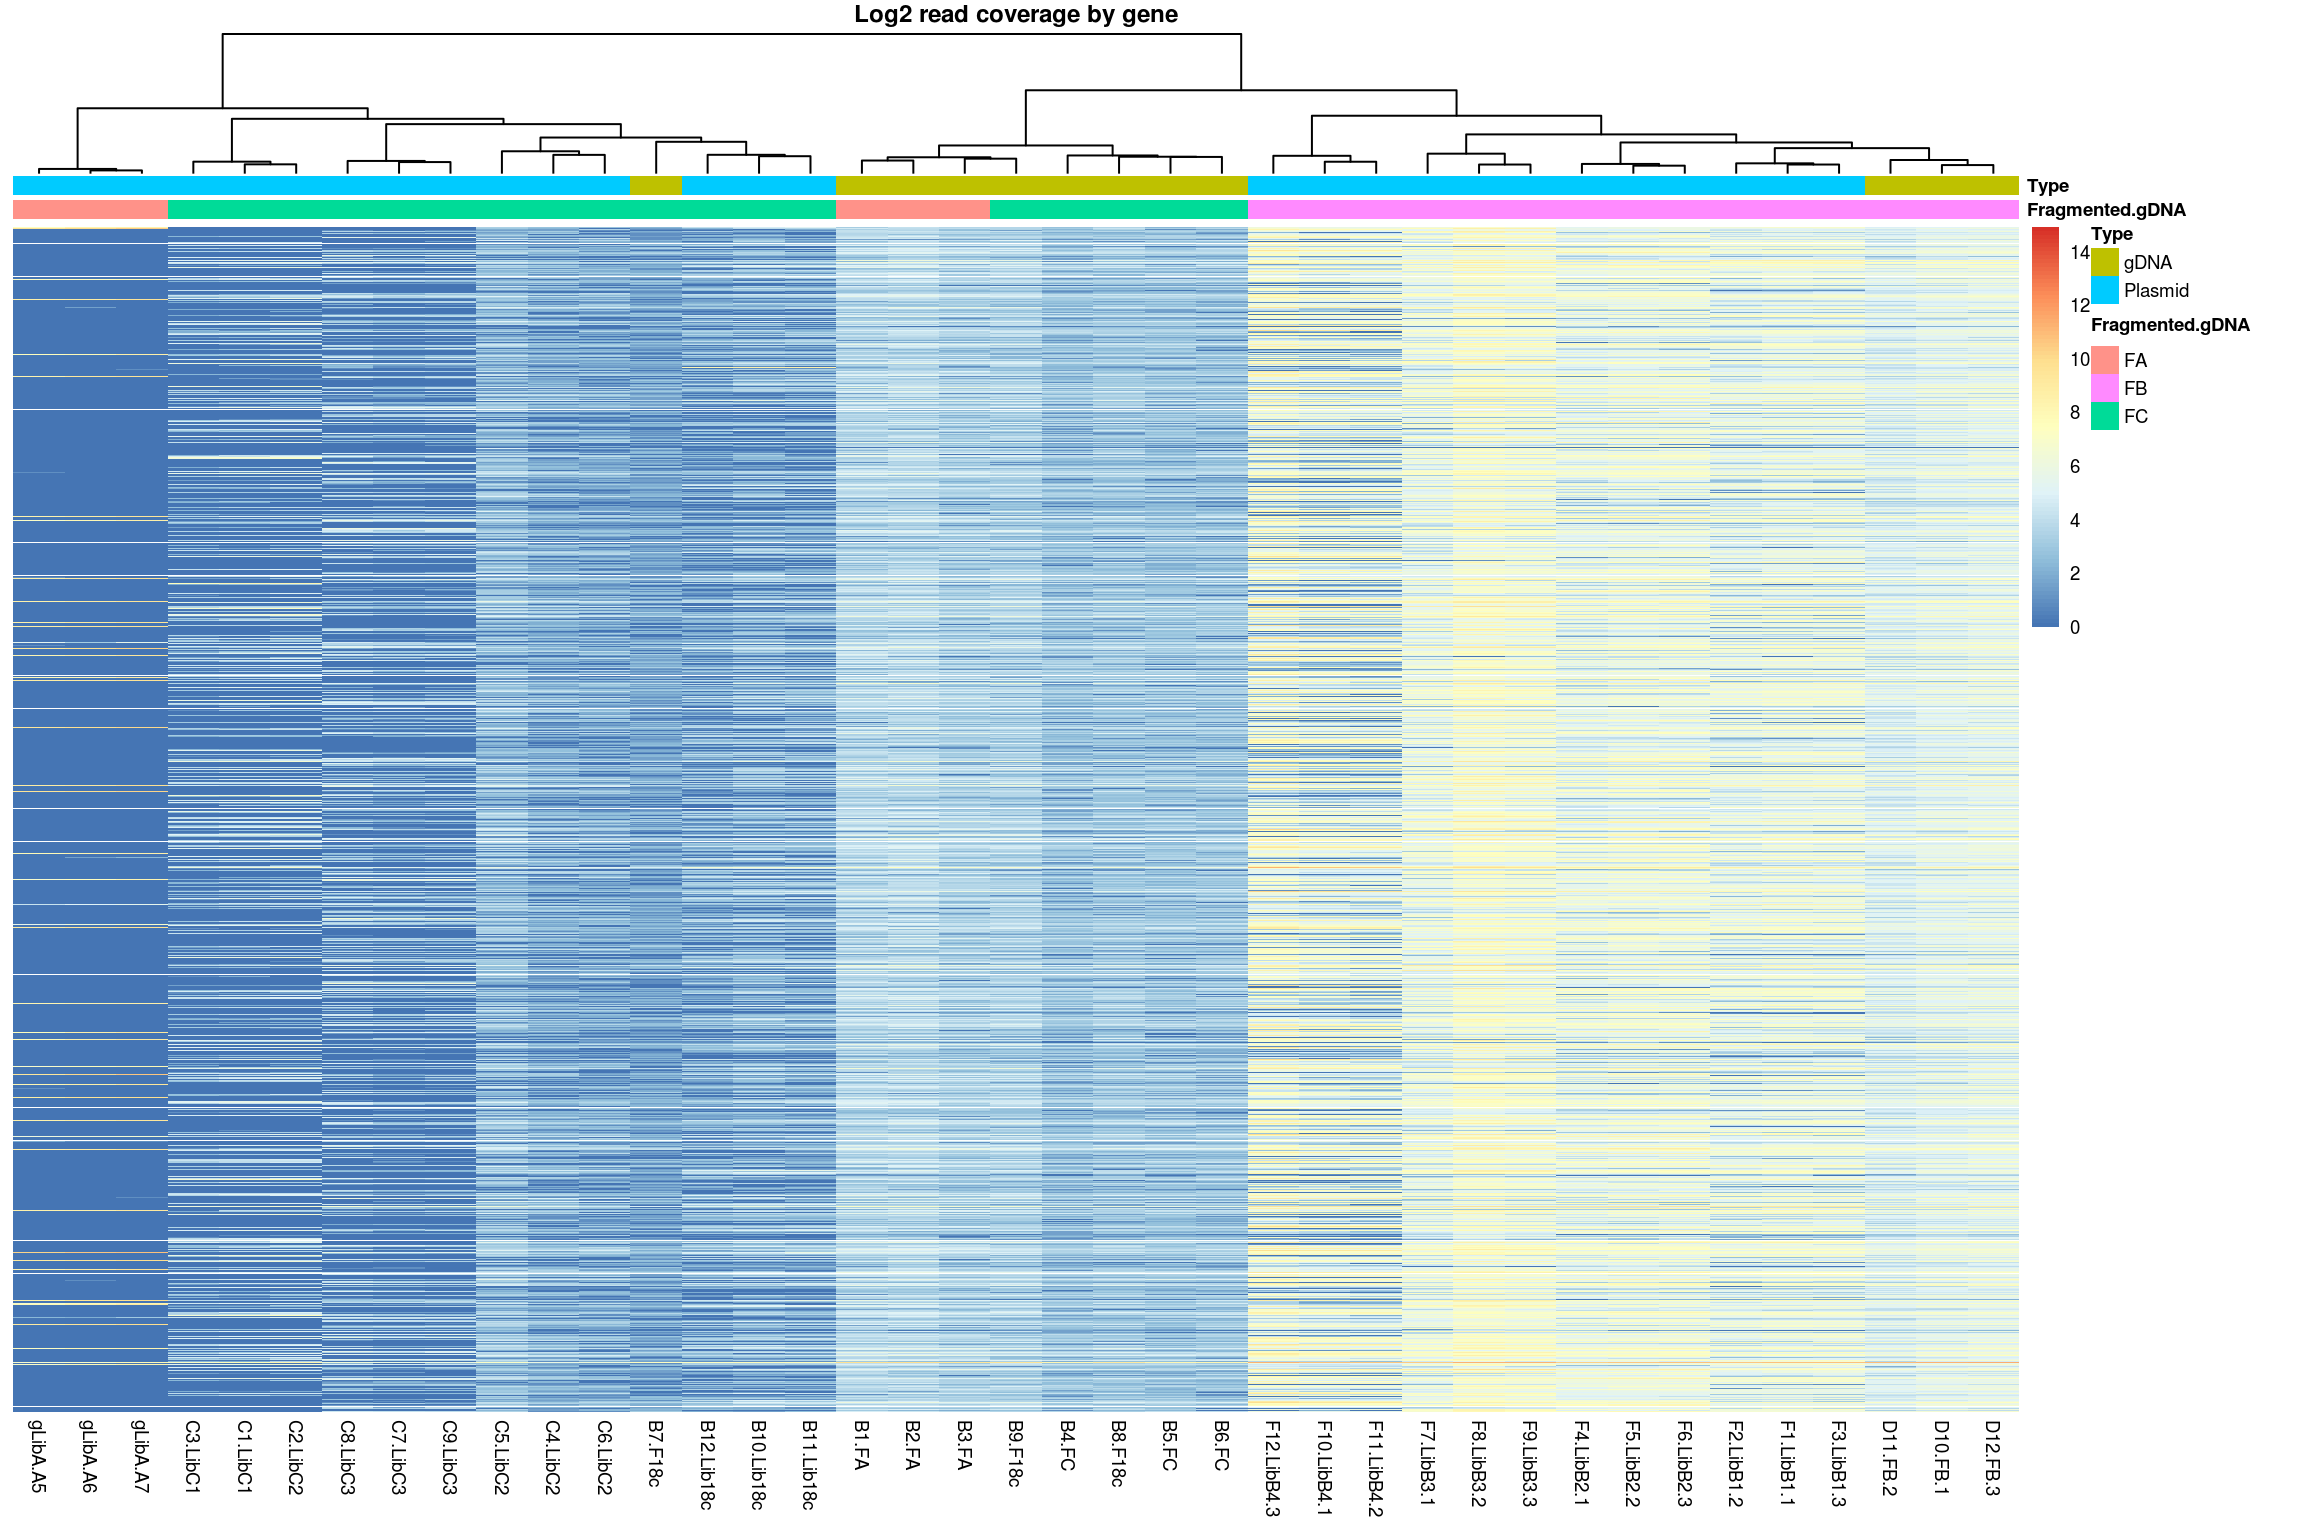 Log2 read coverage by gene
Type
Fragmented.gDNA
14
12
10
8
6
4
2
0
Type
gDNA
Plasmid
Fragmented.gDNA
FA
FB
FC
gLibA.A5
gLibA.A6
gLibA.A7
C3.LibC1
C1.LibC1
C2.LibC2
C8.LibC3
C7.LibC3
C9.LibC3
C5.LibC2
C4.LibC2
C6.LibC2
B7.F18c
B12.Lib18c
B10.Lib18c
B11.Lib18c
B1.FA
B2.FA
B3.FA
B9.F18c
B4.FC
B8.F18c
B5.FC
B6.FC
F12.LibB4.3
F10.LibB4.1
F11.LibB4.2
F7.LibB3.1
F8.LibB3.2
F9.LibB3.3
F4.LibB2.1
F5.LibB2.2
F6.LibB2.3
F2.LibB1.2
F1.LibB1.1
F3.LibB1.3
D11.FB.2
D10.FB.1
D12.FB.3